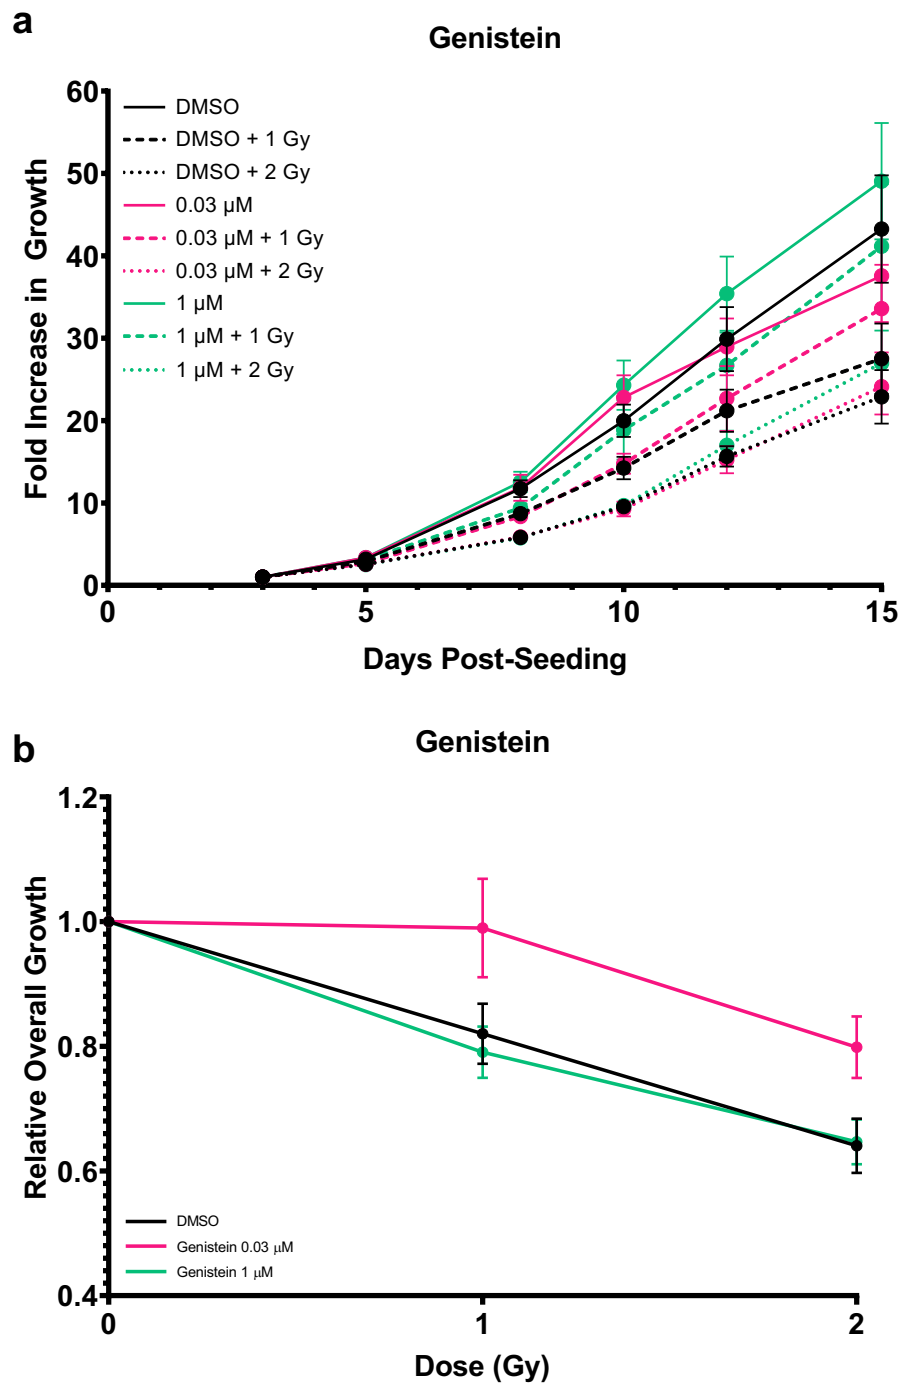 a
Genistein
60
50
40
30
20
10
0
Fold Increase in Growth
DMSO
DMSO + 1 Gy
DMSO + 2 Gy
0.03 µM
0.03 µM + 1 Gy
0.03 µM + 2 Gy
1 µM
1 µM + 1 Gy
1 µM + 2 Gy
0 5 10 15
Days Post-Seeding
b
Genistein
1.2
1.0
0.8
0.6
0.4
Relative Overall Growth
DMSO
Genistein 0.03 µM
Genistein 1 µM
0 1 2
Dose (Gy)